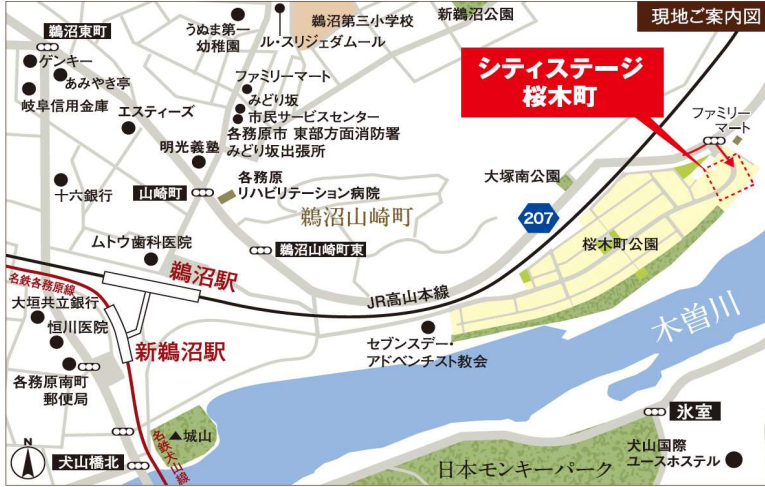 現地ご案内図
鵜沼東町
うぬま第一
幼稚園
ル・スリジェダムール
鵜沼第三小学校
新鵜沼公園
ゲンキー
あみやき亭
岐阜信用金庫
エスティーズ
ファミリーマート
みどり坂
市民サービスセンター
各務原市 東部方面消防署
みどり坂出張所
明光義塾
シティステージ
桜木町
ファミリー
マート
十六銀行
山崎町
各務原
リハビリテーション病院
大塚南公園
鵜沼山崎町
207
ムトウ歯科医院
鵜沼山崎町東
桜木町公園
鵜沼駅
名鉄各務原線
JR高山本線
大垣共立銀行
恒川医院
新鵜沼駅
セブンスデー・
アドベンチスト教会
木曽川
各務原南町
郵便局
氷室
N
▲城山
名鉄犬山線
犬山橋北
日本モンキーパーク
犬山国際
ユースホステル